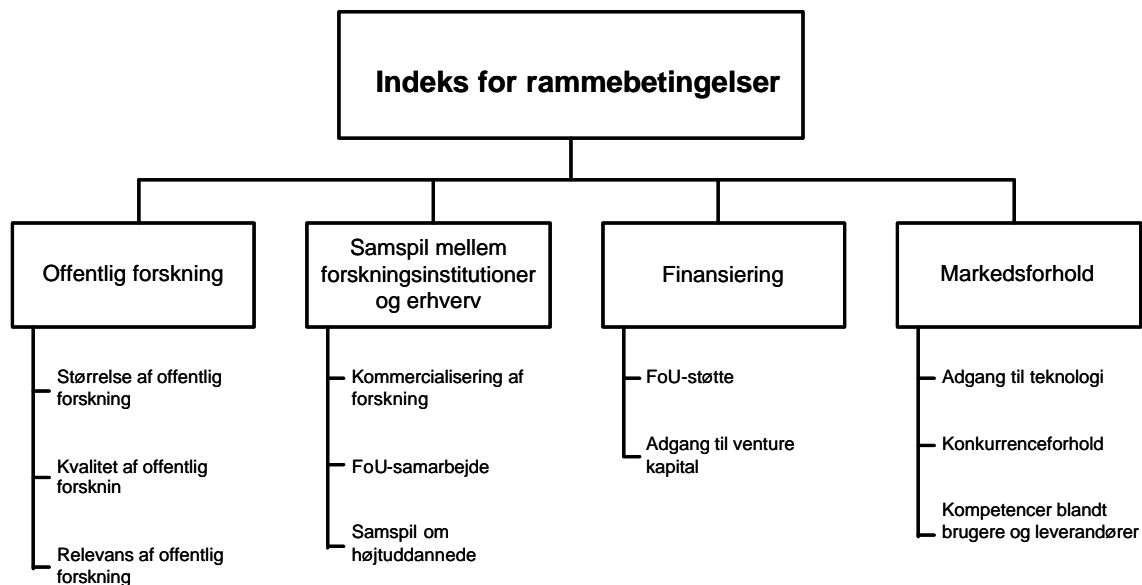 Indeks for rammebetingelser
Offentlig forskning
Størrelse af offentlig
forskning
Kvalitet af offentlig
forsknin
Relevans af offentlig
forskning
Samspil mellem
forskningsinstitutioner
og erhverv
Kommercialisering af
forskning
FoU-samarbejde
Samspil om
højtuddannede
Finansiering
FoU-støtte
Adgang til venture
kapital
Markedsforhold
Adgang til teknologi
Konkurrenceforhold
Kompetencer blandt
brugere og leverandører